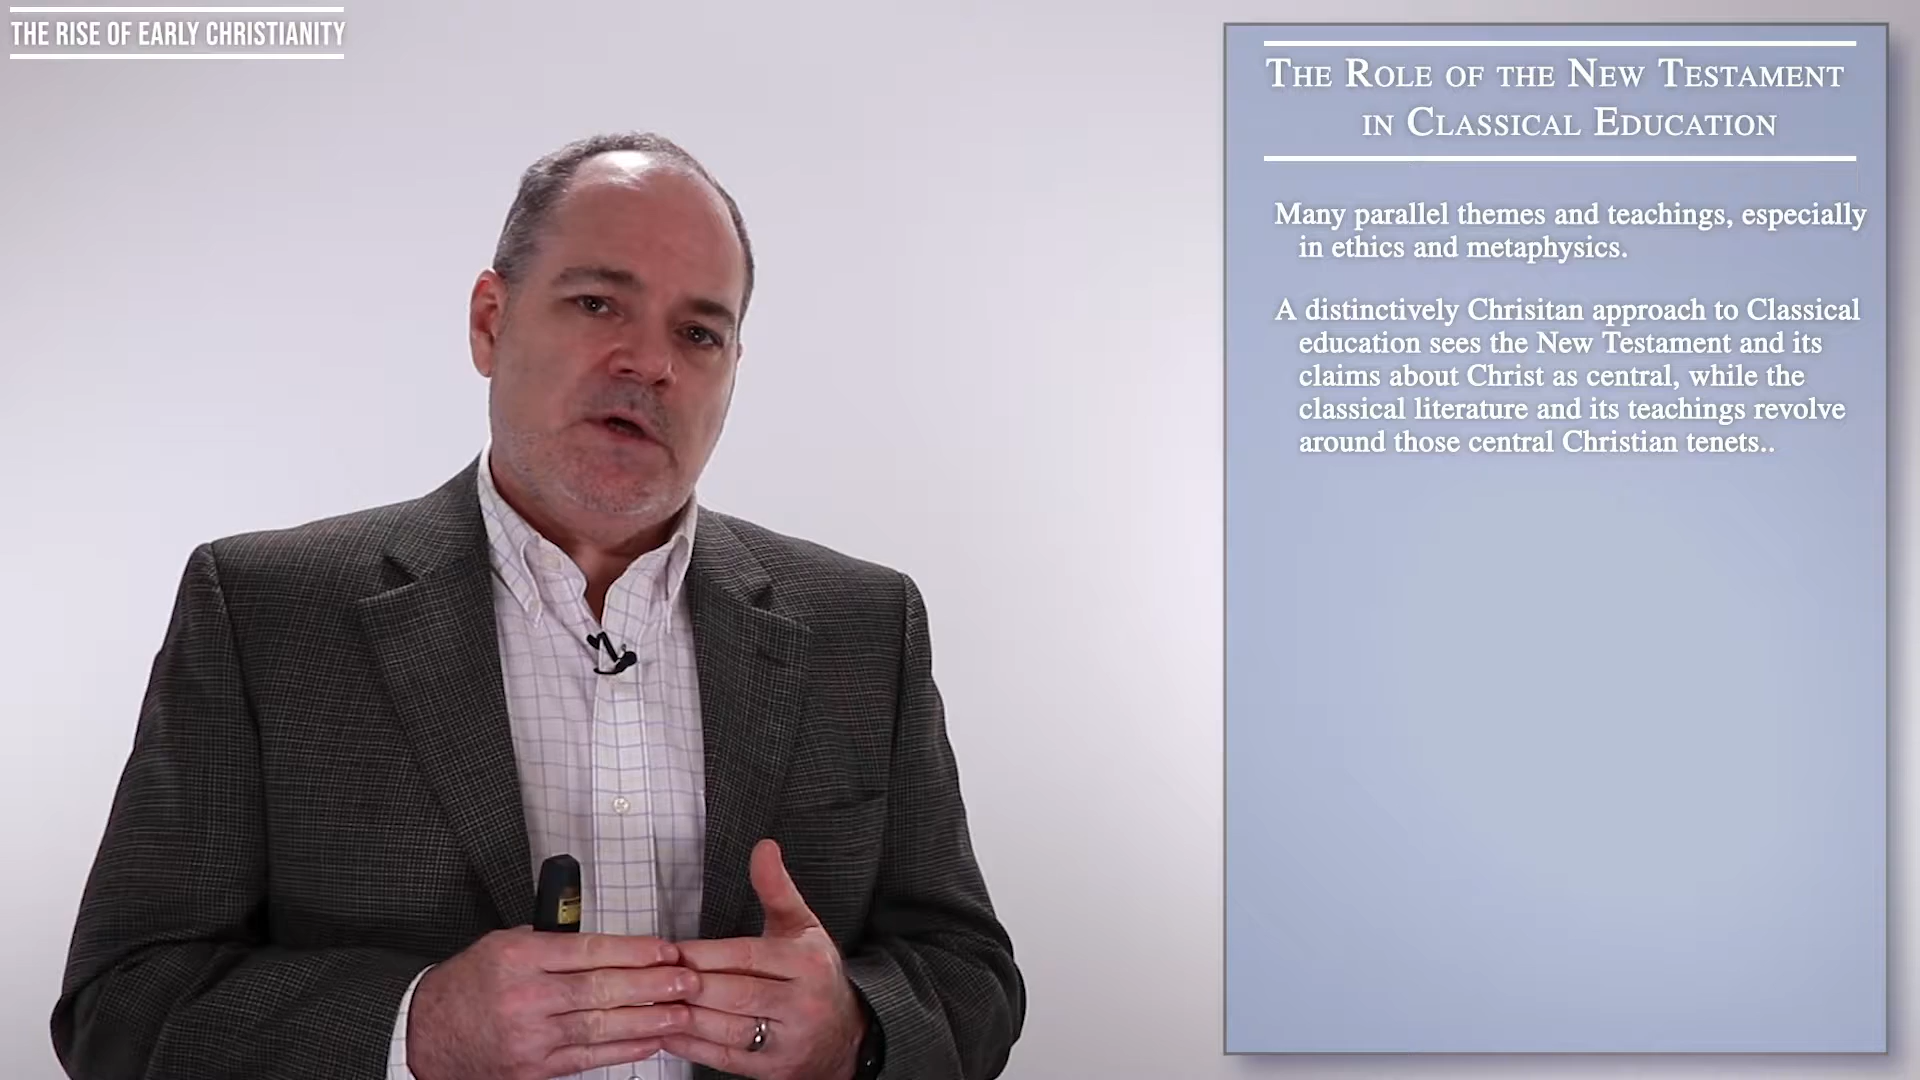 THE RISE OF EARLY CHRISTIANITY
THE ROLE OF THE NEW TESTAMENT
IN CLASSICAL EDUCATION
Many parallel themes and teachings, especially
in ethics and metaphysics.
A distinctively Chrisitan approach to Classical
education sees the New Testament and its
claims about Christ as central, while the
classical literature and its teachings revolve
around those central Christian tenets..